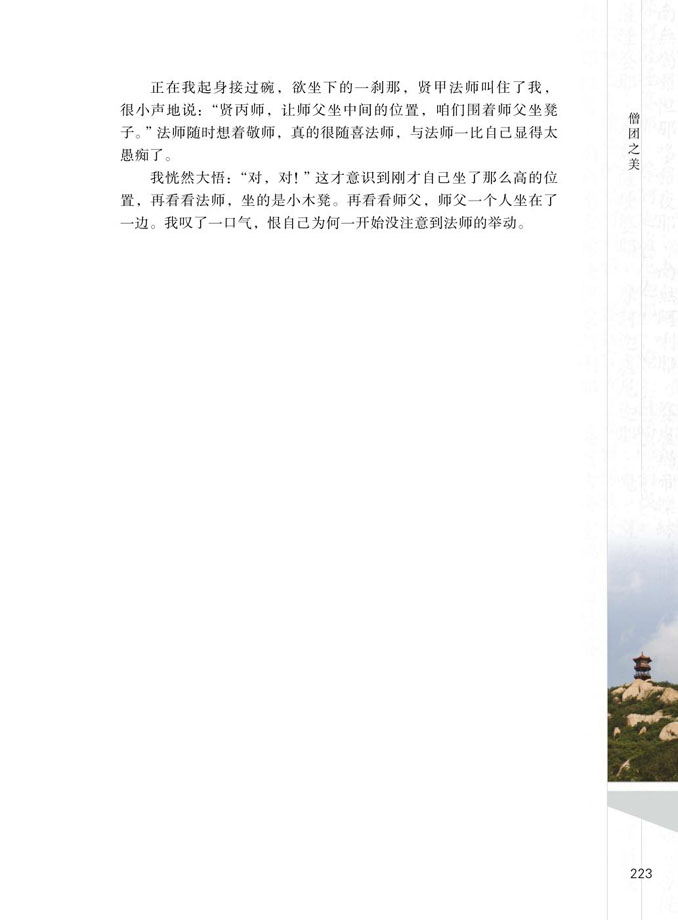 正在我起身接过碗，欲坐下的一刹那，贤甲法师叫住了我，
很小声地说：“贤丙师，让师父坐中间的位置，咱们围着师父坐凳
子。”法师随时想着敬师，真的很随喜法师，与法师一比自己显得太
愚痴了。
我恍然大悟：“对，对！”这才意识到刚才自己坐了那么高的位
置，再看看法师，坐的是小木凳。再看看师父，师父一个人坐在了
一边。我叹了一口气，恨自己为何一开始没注意到法师的举动。
僧团之美
223